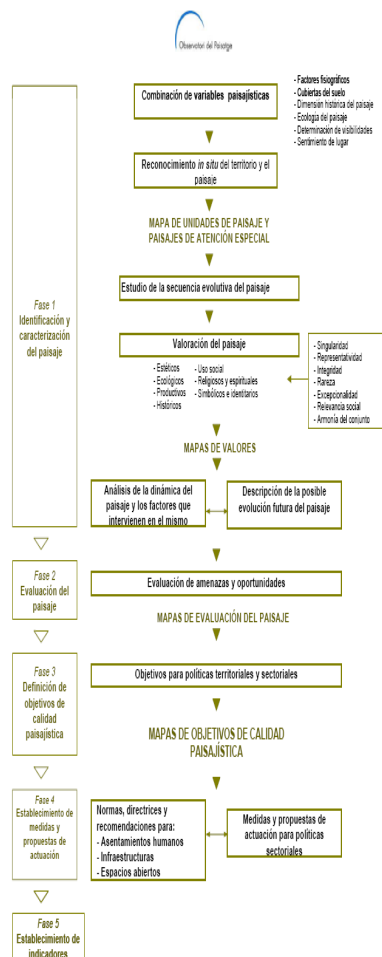 Observatori del Paisatge
Combinación de variables paisajísticas
- Factores fisiográficos
- Cubiertas del suelo
- Dimensión histórica del paisaje
- Ecología del paisaje
- Determinación de visibilidades
- Sentimiento de lugar
Reconocimiento in situ del territorio y el
paisaje
MAPA DE UNIDADES DE PAISAJE Y
PAISAJES DE ATENCIÓN ESPECIAL
Estudio de la secuencia evolutiva del paisaje
Fase 1
Identificación y
caracterización
del paisaje
Valoración del paisaje
- Estéticos
- Ecológicos
- Productivos
- Históricos
- Uso social
- Religiosos y espirituales
- Simbólicos e identitarios
- Singularidad
- Representatividad
- Integridad
- Rareza
- Excepcionalidad
- Relevancia social
- Armonía del conjunto
MAPAS DE VALORES
Análisis de la dinámica del
paisaje y los factores que
intervienen en el mismo
Descripción de la posible
evolución futura del paisaje
Fase 2
Evaluación del
paisaje
Evaluación de amenazas y oportunidades
MAPAS DE EVALUACIÓN DEL PAISAJE
Fase 3
Definición de
objetivos de
calidad
paisajística
Objetivos para políticas territoriales y sectoriales
MAPAS DE OBJETIVOS DE CALIDAD
PAISAJÍSTICA
Fase 4
Establecimiento de
medidas y
propuestas de
actuación
Normas, directrices y
recomendaciones para:
- Asentamientos humanos
- Infraestructuras
- Espacios abiertos
Medidas y propuestas
de actuación para políticas
sectoriales
Fase 5
Establecimiento de
indicadores